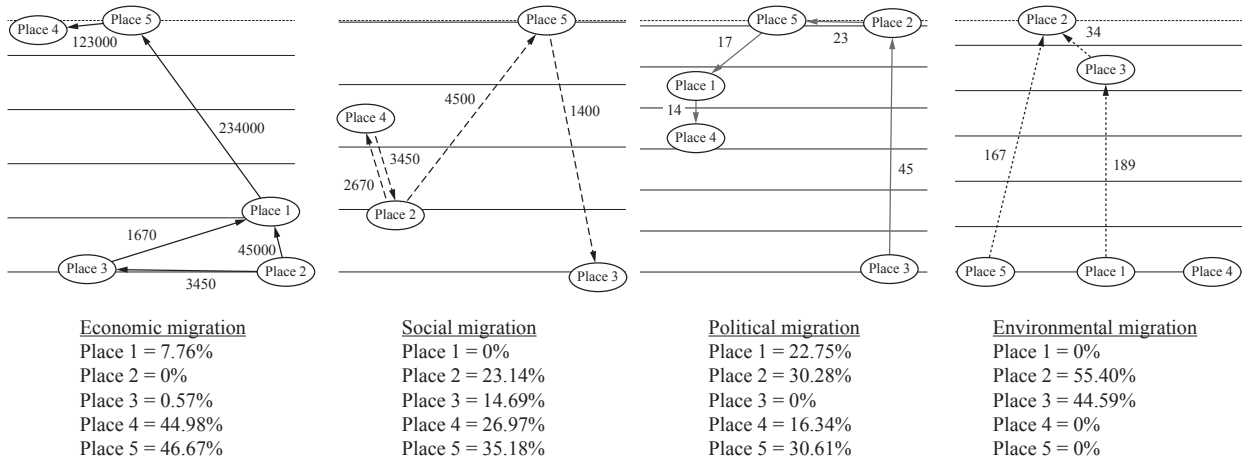 Place 4
Place 5
123000
234000
Place 1
1670
45000
Place 3
Place 2
3450
Place 5
4500
1400
Place 4
3450
2670
Place 2
Place 3
Place 5
Place 2
17
23
Place 1
14
Place 4
45
Place 3
Place 2
34
Place 3
167
189
Place 5
Place 1
Place 4
Economic migration
Place 1 = 7.76%
Place 2 = 0%
Place 3 = 0.57%
Place 4 = 44.98%
Place 5 = 46.67%
Social migration
Place 1 = 0%
Place 2 = 23.14%
Place 3 = 14.69%
Place 4 = 26.97%
Place 5 = 35.18%
Political migration
Place 1 = 22.75%
Place 2 = 30.28%
Place 3 = 0%
Place 4 = 16.34%
Place 5 = 30.61%
Environmental migration
Place 1 = 0%
Place 2 = 55.40%
Place 3 = 44.59%
Place 4 = 0%
Place 5 = 0%